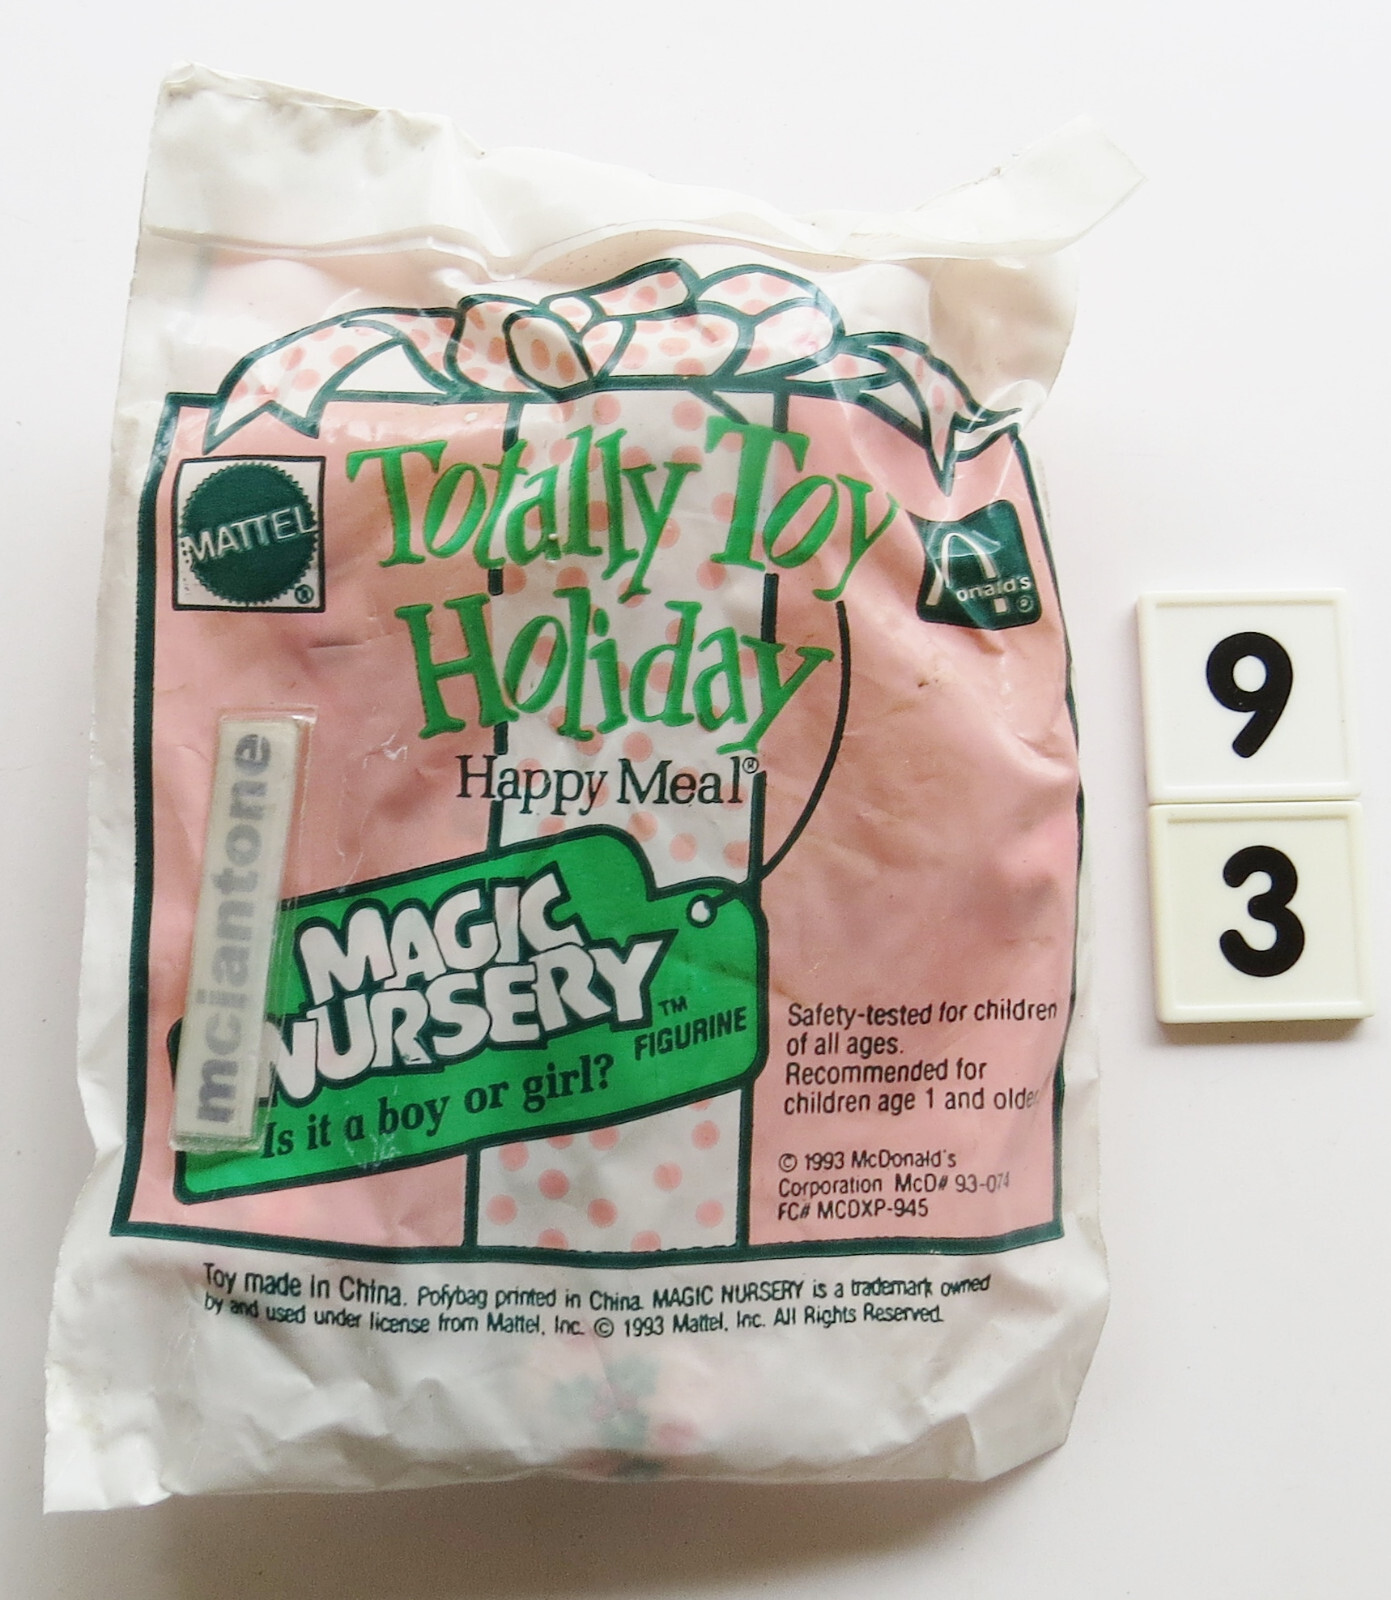 MATTEL
®
Totally Toy
Holiday
Happy Meal®
onald's
®
mciantone
MAGIC
NURSERY™
FIGURINE
Is it a boy or girl?
Safety-tested for children
of all ages.
Recommended for
children age 1 and older
© 1993 McDonald's
Corporation McD# 93-074
FC# MCDXP-945
Toy made in China. Polybag printed in China. MAGIC NURSERY is a trademark owned
by and used under license from Mattel, Inc. © 1993 Mattel, Inc. All Rights Reserved.
9
3